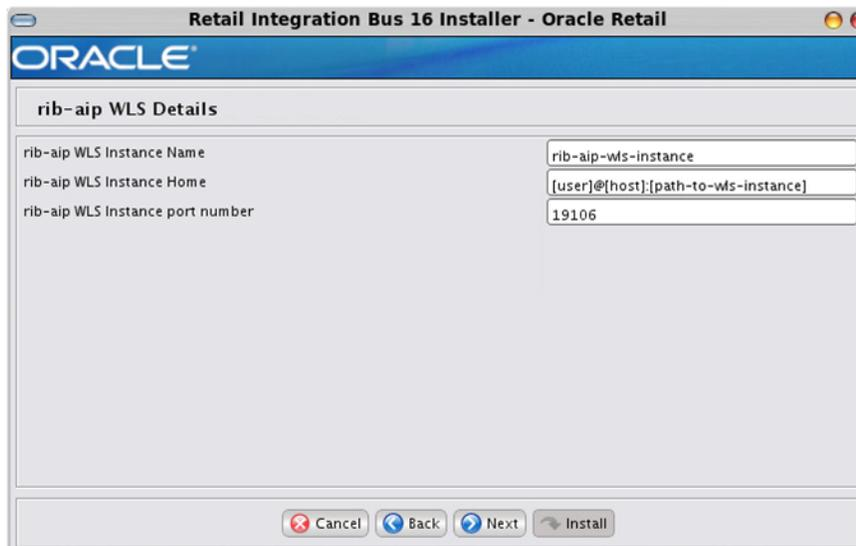 Retail Integration Bus 16 Installer - Oracle Retail
ORACLE®
rib-aip WLS Details
rib-aip WLS Instance Name
rib-aip-wls-instance
rib-aip WLS Instance Home
[user]@[host]:[path-to-wls-instance]
rib-aip WLS Instance port number
19106
Cancel Back Next Install